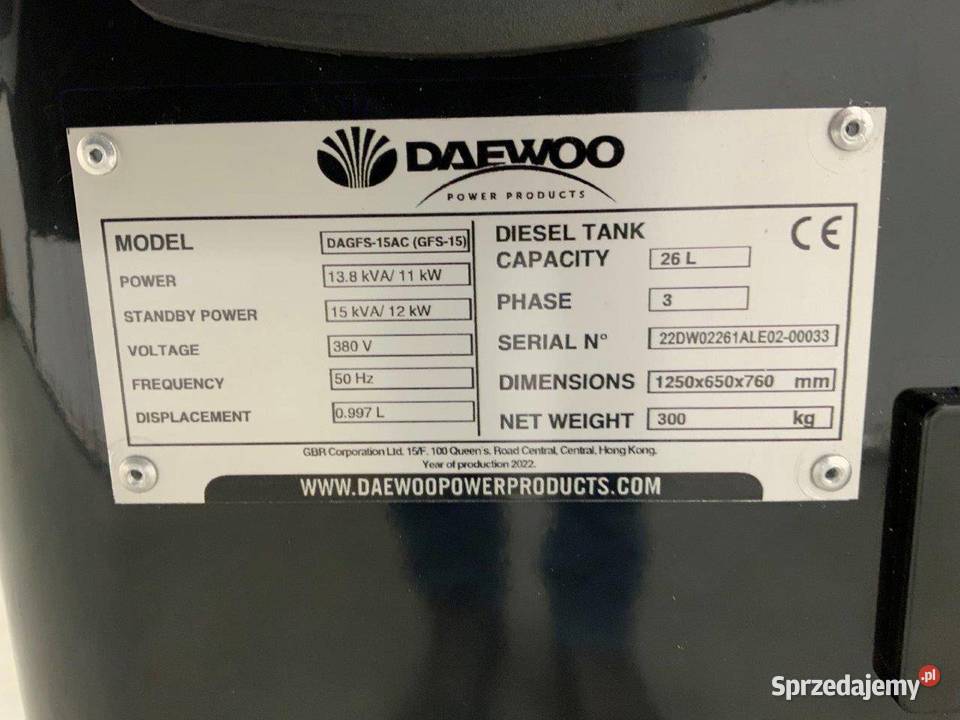 DAEWOO
POWER PRODUCTS
MODEL DAGFS-15AC (GFS-15)
POWER 13.8 kVA/ 11 kW
STANDBY POWER 15 kVA/ 12 kW
VOLTAGE 380 V
FREQUENCY 50 Hz
DISPLACEMENT 0.997 L
CE
DIESEL TANK
CAPACITY 26 L
PHASE 3
SERIAL N° 22DW02261ALE02-00033
DIMENSIONS 1250x650x760 mm
NET WEIGHT 300 kg
GBR Corporation Ltd. 15/F. 100 Queen's. Road Central, Central, Hong Kong.
Year of production 2022.
WWW.DAEWOOPOWERPRODUCTS.COM
Sprzedajemy.pl